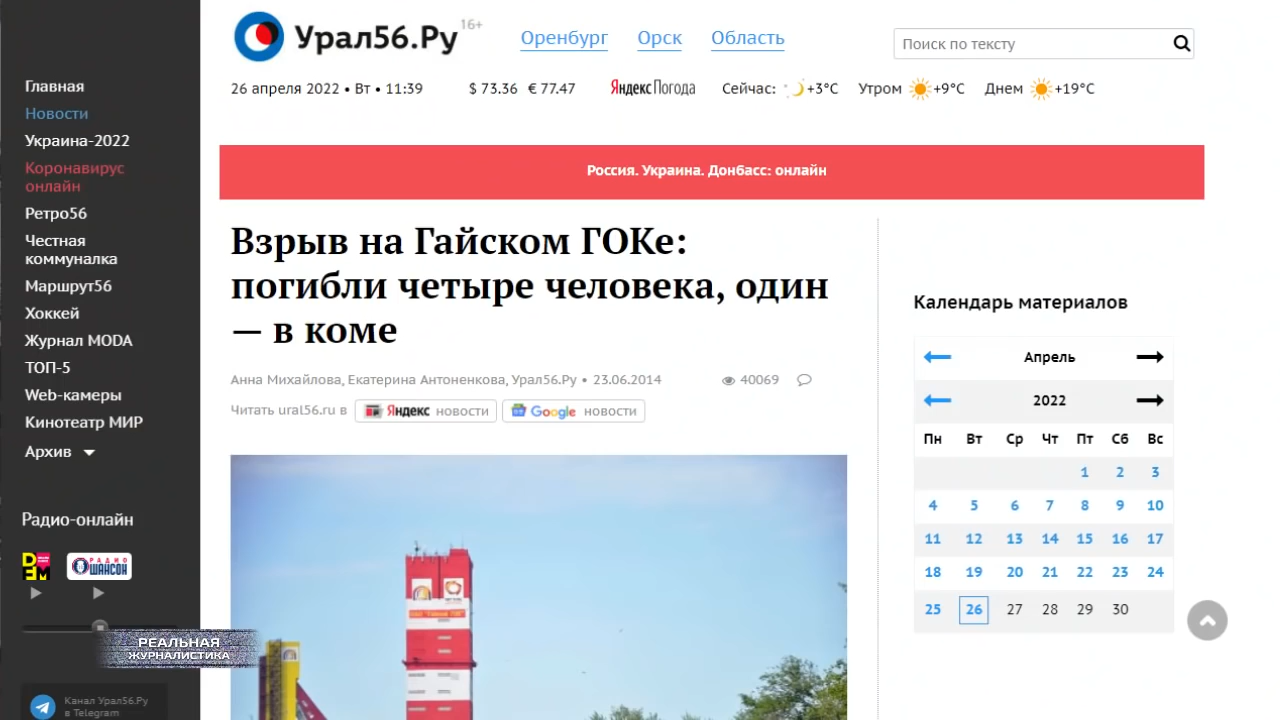 Урал56.Ру 16+
Оренбург Орск Область
Поиск по тексту
26 апреля 2022 • Вт • 11:39 $ 73.36 € 77.47 Яндекс Погода Сейчас: +3°C Утром +9°C Днем +19°C
Главная
Новости
Украина-2022
Коронавирус
онлайн
Ретро56
Честная
коммуналка
Маршрут56
Хоккей
Журнал MODA
ТОП-5
Web-камеры
Кинотеатр МИР
Архив
Радио-онлайн
DFM
РАДИО
ШАНСОН
Канал Урал56.Ру
в Telegram
Россия. Украина. Донбасс: онлайн
Взрыв на Гайском ГОКе:
погибли четыре человека, один
— в коме
Анна Михайлова, Екатерина Антоненкова, Урал56.Ру • 23.06.2014 40069
Читать ural56.ru в Яндекс новости Google новости
Календарь материалов
Апрель
2022
Пн Вт Ср Чт Пт Сб Вс
1 2 3
4 5 6 7 8 9 10
11 12 13 14 15 16 17
18 19 20 21 22 23 24
25 26 27 28 29 30
РЕАЛЬНАЯ
ЖУРНАЛИСТИКА